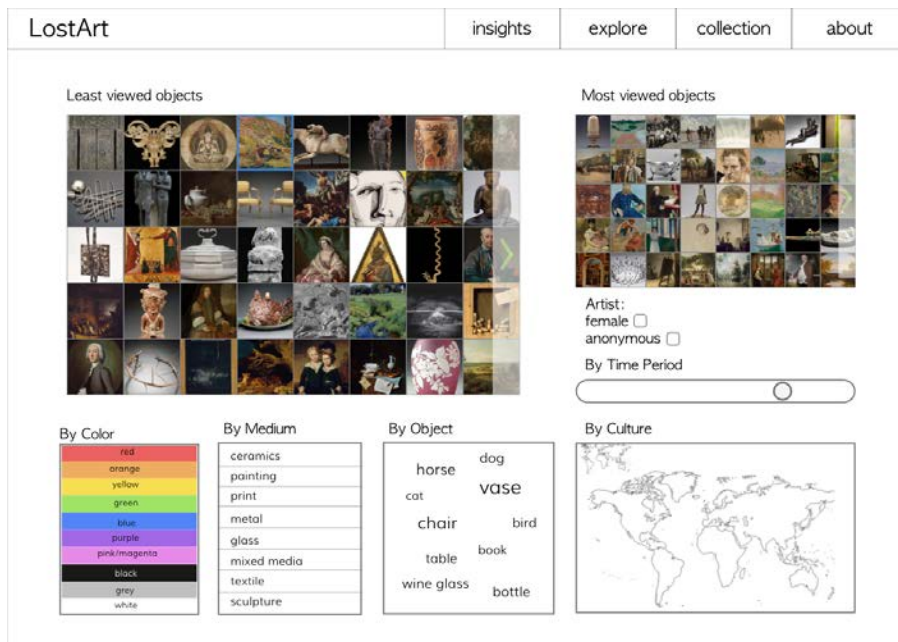 LostArt
insights
explore
collection
about
Least viewed objects
Most viewed objects
Artist:
female
anonymous
By Time Period
By Color
red
orange
yellow
green
blue
purple
pink/magenta
black
grey
white
By Medium
ceramics
painting
print
metal
glass
mixed media
textile
sculpture
By Object
dog
horse
cat
vase
chair
bird
book
table
wine glass
bottle
By Culture